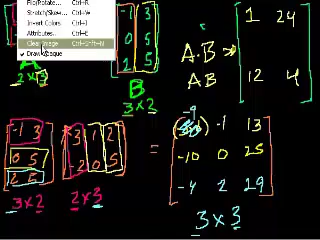 Flip/Rotate... Ctrl+R
Stretch/Skew... Ctrl+W
Invert Colors Ctrl+I
Attributes... Ctrl+E
Clear Image Ctrl+Shft+N
Draw Opaque
1 3
0 5
5 2
A
B
2 x 3
3 x 2
A.B ⇒
AB
1 24
12 4
-1 3
0 5
2 5
3 1 2
-2 0 5
=
-9 -1 13
-10 0 25
-4 2 29
3 x 2
2 x 3
3 x 3